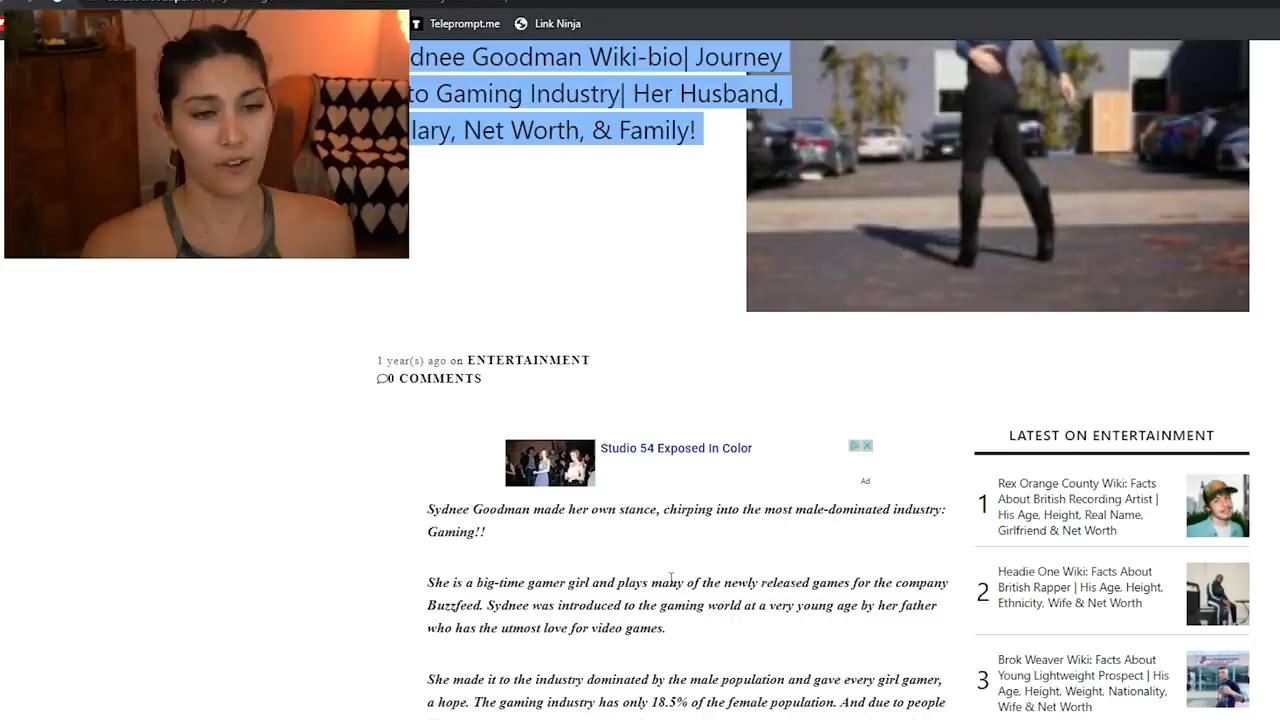 Teleprompt.me
Link Ninja
dnee Goodman Wiki-bio| Journey
to Gaming Industry| Her Husband,
lary, Net Worth, & Family!
1 year(s) ago on ENTERTAINMENT
0 COMMENTS
Studio 54 Exposed In Color
Ad
Sydnee Goodman made her own stance, chirping into the most male-dominated industry:
Gaming!!
She is a big-time gamer girl and plays many of the newly released games for the company
Buzzfeed. Sydnee was introduced to the gaming world at a very young age by her father
who has the utmost love for video games.
She made it to the industry dominated by the male population and gave every girl gamer,
a hope. The gaming industry has only 18.5% of the female population. And due to people
LATEST ON ENTERTAINMENT
1
Rex Orange County Wiki: Facts
About British Recording Artist |
His Age, Height, Real Name,
Girlfriend & Net Worth
2
Headie One Wiki: Facts About
British Rapper | His Age, Height,
Ethnicity, Wife & Net Worth
3
Brok Weaver Wiki: Facts About
Young Lightweight Prospect | His
Age, Height, Weight, Nationality,
Wife & Net Worth